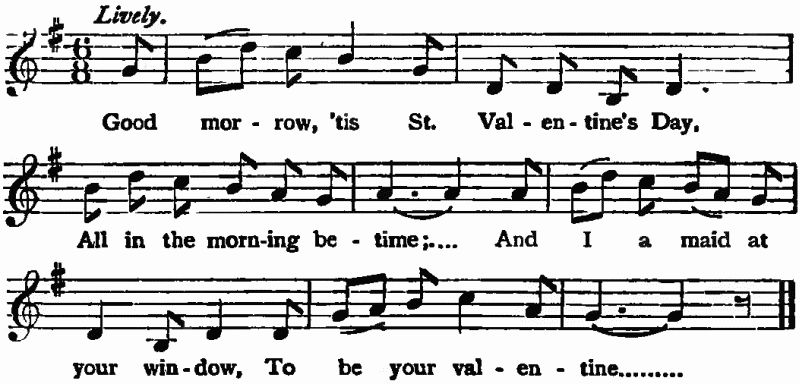 Lively.
6
8
Good mor - row, 'tis St. Val - en - tine's Day,
All in the morn-ing be - time;.... And I a maid at
your win - dow, To be your val - en - tine.........